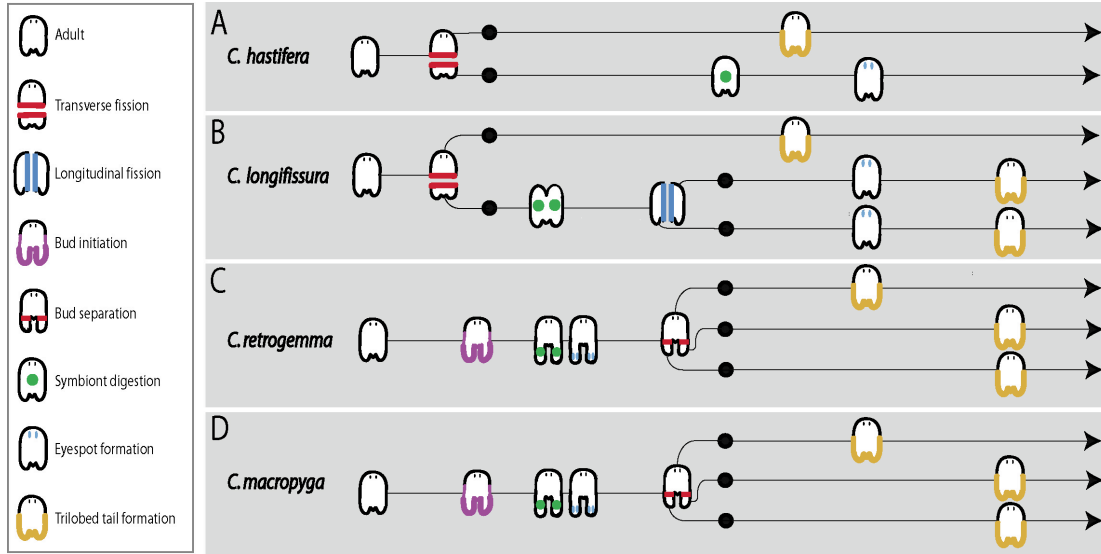 Adult
Transverse fission
Longitudinal fission
Bud initiation
Bud separation
Symbiont digestion
Eyespot formation
Trilobed tail formation
A
C. hastifera
B
C. longifissura
C
C. retrogemma
D
C. macropyga